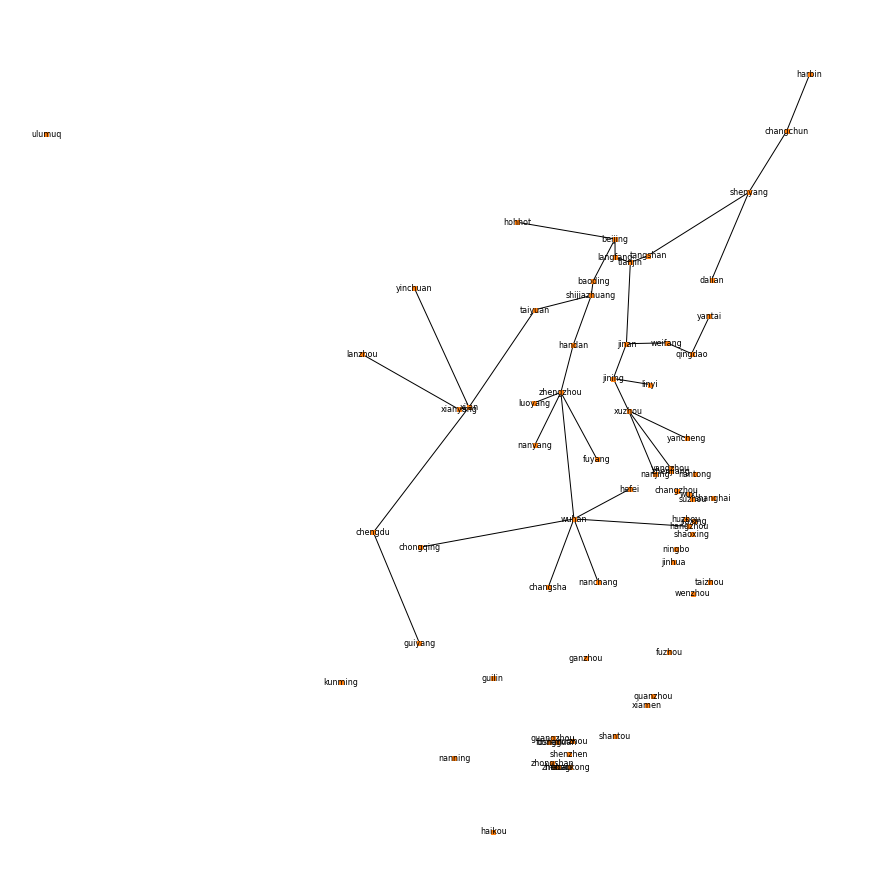 harbin
ulumuq
changchun
shenyang
hohhot
beijing
tangshan
langfang
tianjin
dalian
baoding
yinchuan
shijiazhuang
taiyuan
yantai
handan
jinan
weifang
lanzhou
qingdao
jining
linyi
zhengzhou
luoyang
xianyang
xian
xuzhou
yancheng
nanyang
fuyang
yangzhou
nanjing
nantong
hefei
changzhou
wuxi
suzhou
shanghai
wuhan
huzhou
hangzhou
chengdu
shaoxing
chongqing
ningbo
jinhua
changsha
nanchang
taizhou
wenzhou
guiyang
fuzhou
ganzhou
guilin
kunming
quanzhou
xiamen
shantou
guangzhou
shenzhen
nanning
zhongshan
haikou